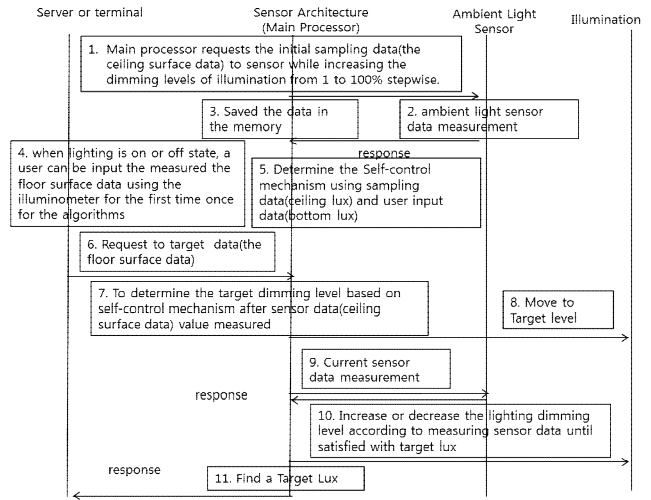 Server or terminal
Sensor Architecture
(Main Processor)
Ambient Light
Sensor
Illumination
1. Main processor requests the initial sampling data(the
ceiling surface data) to sensor while increasing the
dimming levels of illumination from 1 to 100% stepwise.
3. Saved the data in
the memory
2. ambient light sensor
data measurement
response
4. when lighting is on or off state, a
user can be input the measured the
floor surface data using the
illuminometer for the first time once
for the algorithms
5. Determine the Self-control
mechanism using sampling
data(ceiling lux) and user input
data(bottom lux)
6. Request to target data(the
floor surface data)
7. To determine the target dimming level based on
self-control mechanism after sensor data(ceiling
surface data) value measured
8. Move to
Target level
9. Current sensor
data measurement
response
10. Increase or decrease the lighting dimming
level according to measuring sensor data until
satisfied with target lux
response
11. Find a Target Lux